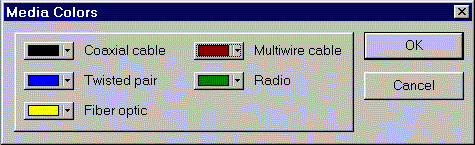 Media Colors
Coaxial cable Multiwire cable OK
Twisted pair Radio Cancel
Fiber optic